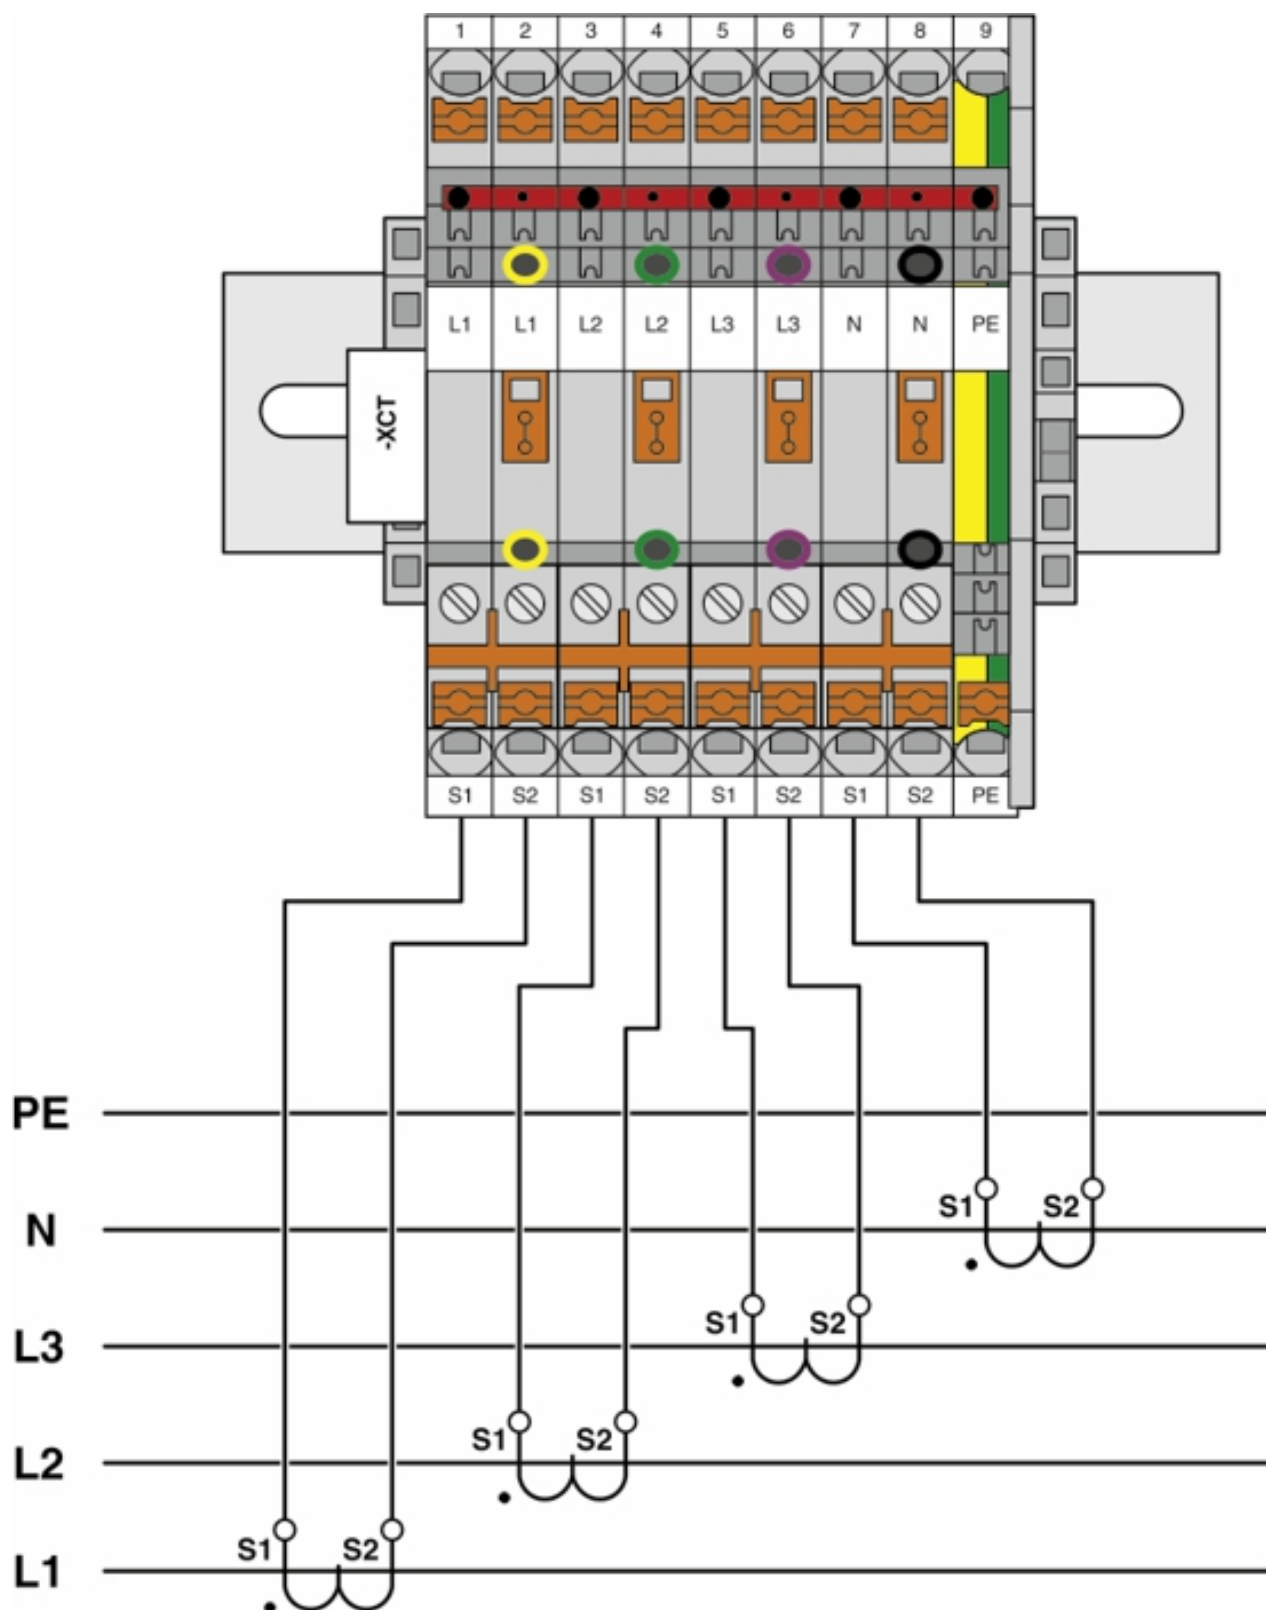 1 2 3 4 5 6 7 8 9
L1 L1 L2 L2 L3 L3 N N PE
-XCT
S1 S2 S1 S2 S1 S2 S1 S2 PE
PE
S1 S2
N
S1 S2
L3
S1 S2
L2
S1 S2
L1